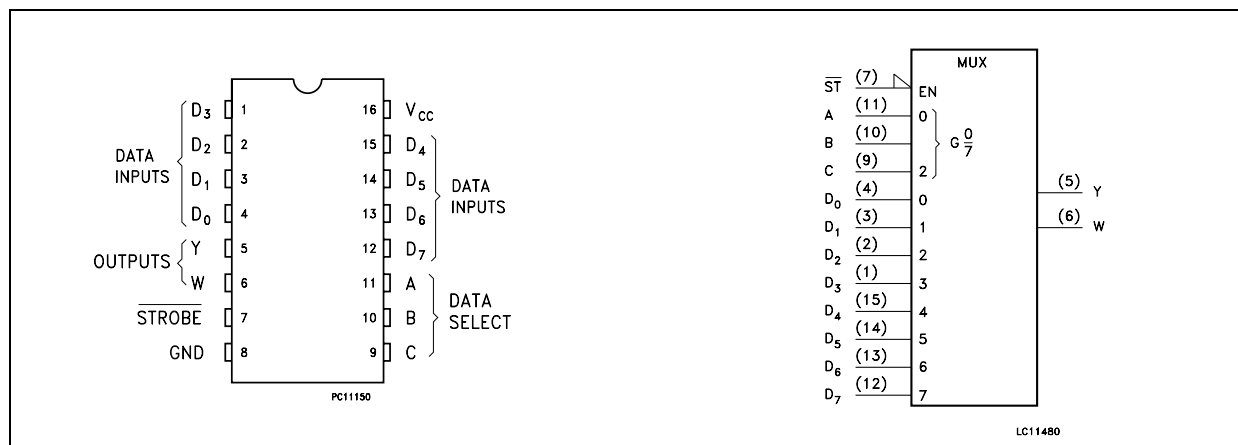 D3 1 16 VCC
D2 2 15 D4
D1 3 14 D5
D0 4 13 D6
DATA INPUTS
Y 5 12 D7
DATA INPUTS
W 6 11 A
OUTPUTS
STROBE 7 10 B
GND 8 9 C
DATA SELECT
PC11150
MUX
ST (7) EN
A (11) 0
B (10)
G 0/7
C (9) 2
D0 (4) 0
D1 (3) 1
D2 (2) 2
D3 (1) 3
D4 (15) 4
D5 (14) 5
D6 (13) 6
D7 (12) 7
(5) Y
(6) W
LC11480